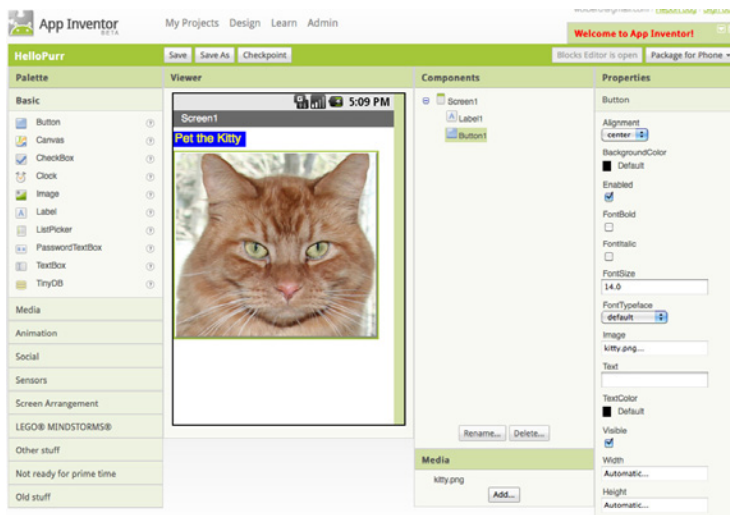 App Inventor
BETA
My Projects Design Learn Admin
Welcome to App Inventor!
HelloPurr
Save Save As Checkpoint
Blocks Editor is open Package for Phone
Palette
Viewer
Components
Properties
Basic
Button
Canvas
CheckBox
Clock
Image
Label
ListPicker
PasswordTextBox
TextBox
TinyDB
Media
Animation
Social
Sensors
Screen Arrangement
LEGO® MINDSTORMS®
Other stuff
Not ready for prime time
Old stuff
5:09 PM
Screen1
Pet the Kitty
Screen1
Label1
Button1
Rename... Delete...
Media
kitty.png
Add...
Button
Alignment
center
BackgroundColor
Default
Enabled
FontBold
FontItalic
FontSize
14.0
FontTypeface
default
Image
kitty.png...
Text
TextColor
Default
Visible
Width
Automatic...
Height
Automatic...